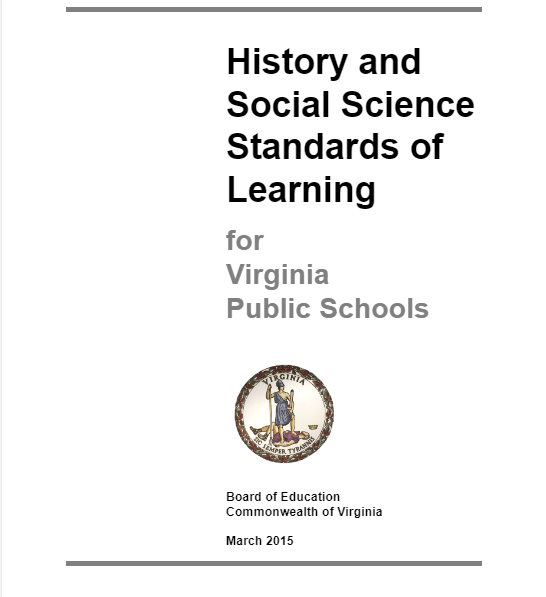 History and
Social Science
Standards of
Learning
for
Virginia
Public Schools
VIRGINIA
SIC SEMPER TYRANNIS
Board of Education
Commonwealth of Virginia
March 2015